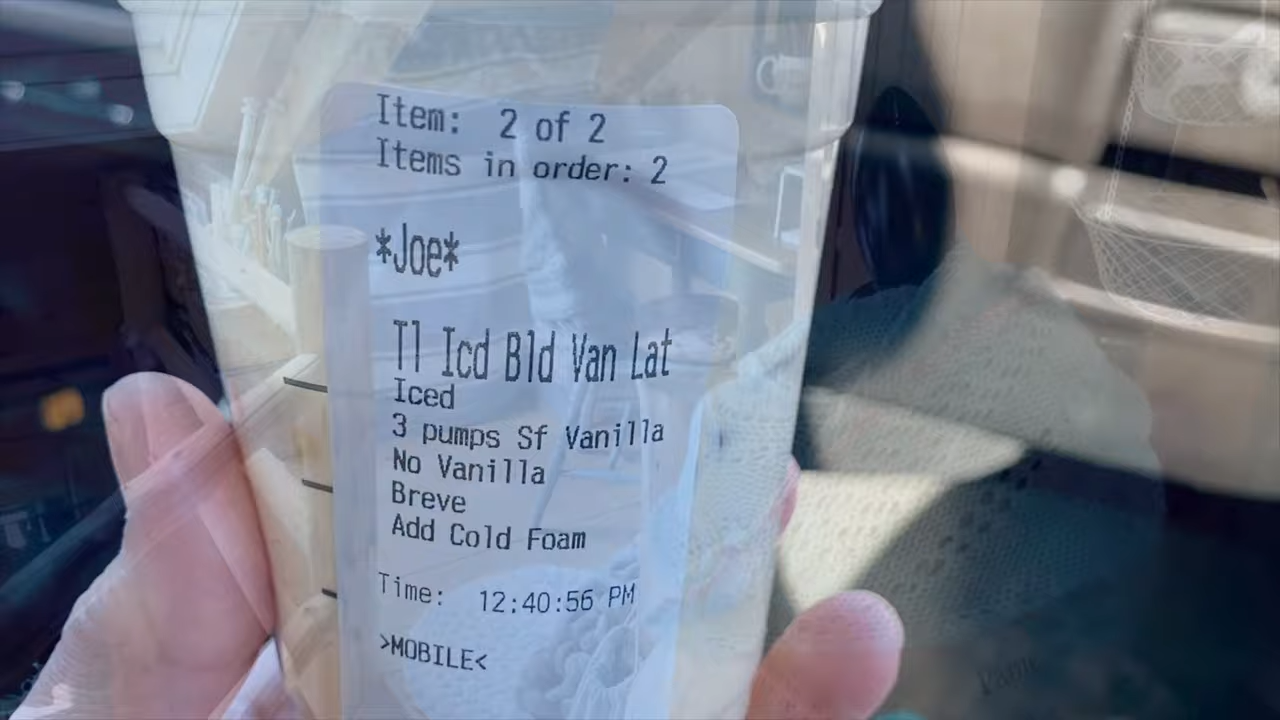 Item: 2 of 2
Items in order: 2
*Joe*
Tl Icd Bld Van Lat
Iced
3 pumps Sf Vanilla
No Vanilla
Breve
Add Cold Foam
Time: 12:40:56 PM
>MOBILE<